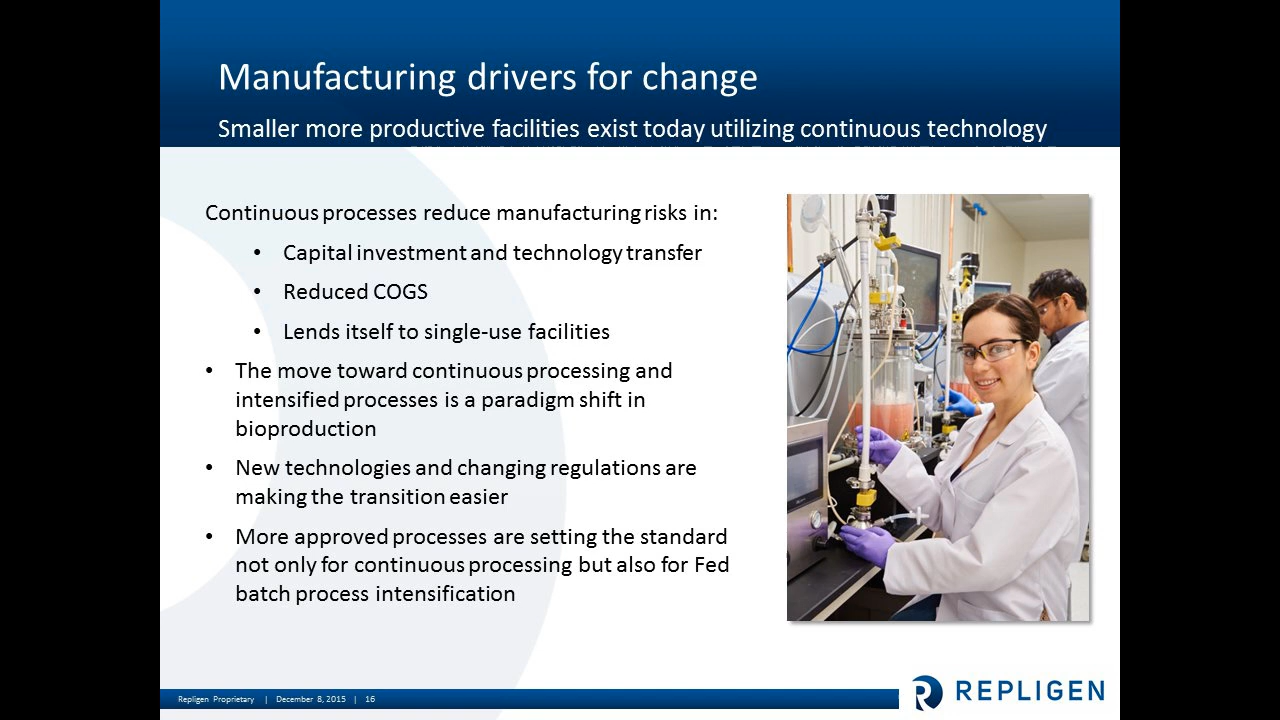 Manufacturing drivers for change
Smaller more productive facilities exist today utilizing continuous technology
Continuous processes reduce manufacturing risks in:
• Capital investment and technology transfer
• Reduced COGS
• Lends itself to single-use facilities
• The move toward continuous processing and
intensified processes is a paradigm shift in
bioproduction
• New technologies and changing regulations are
making the transition easier
• More approved processes are setting the standard
not only for continuous processing but also for Fed
batch process intensification
Repligen Proprietary | December 8, 2015 | 16
REPLIGEN